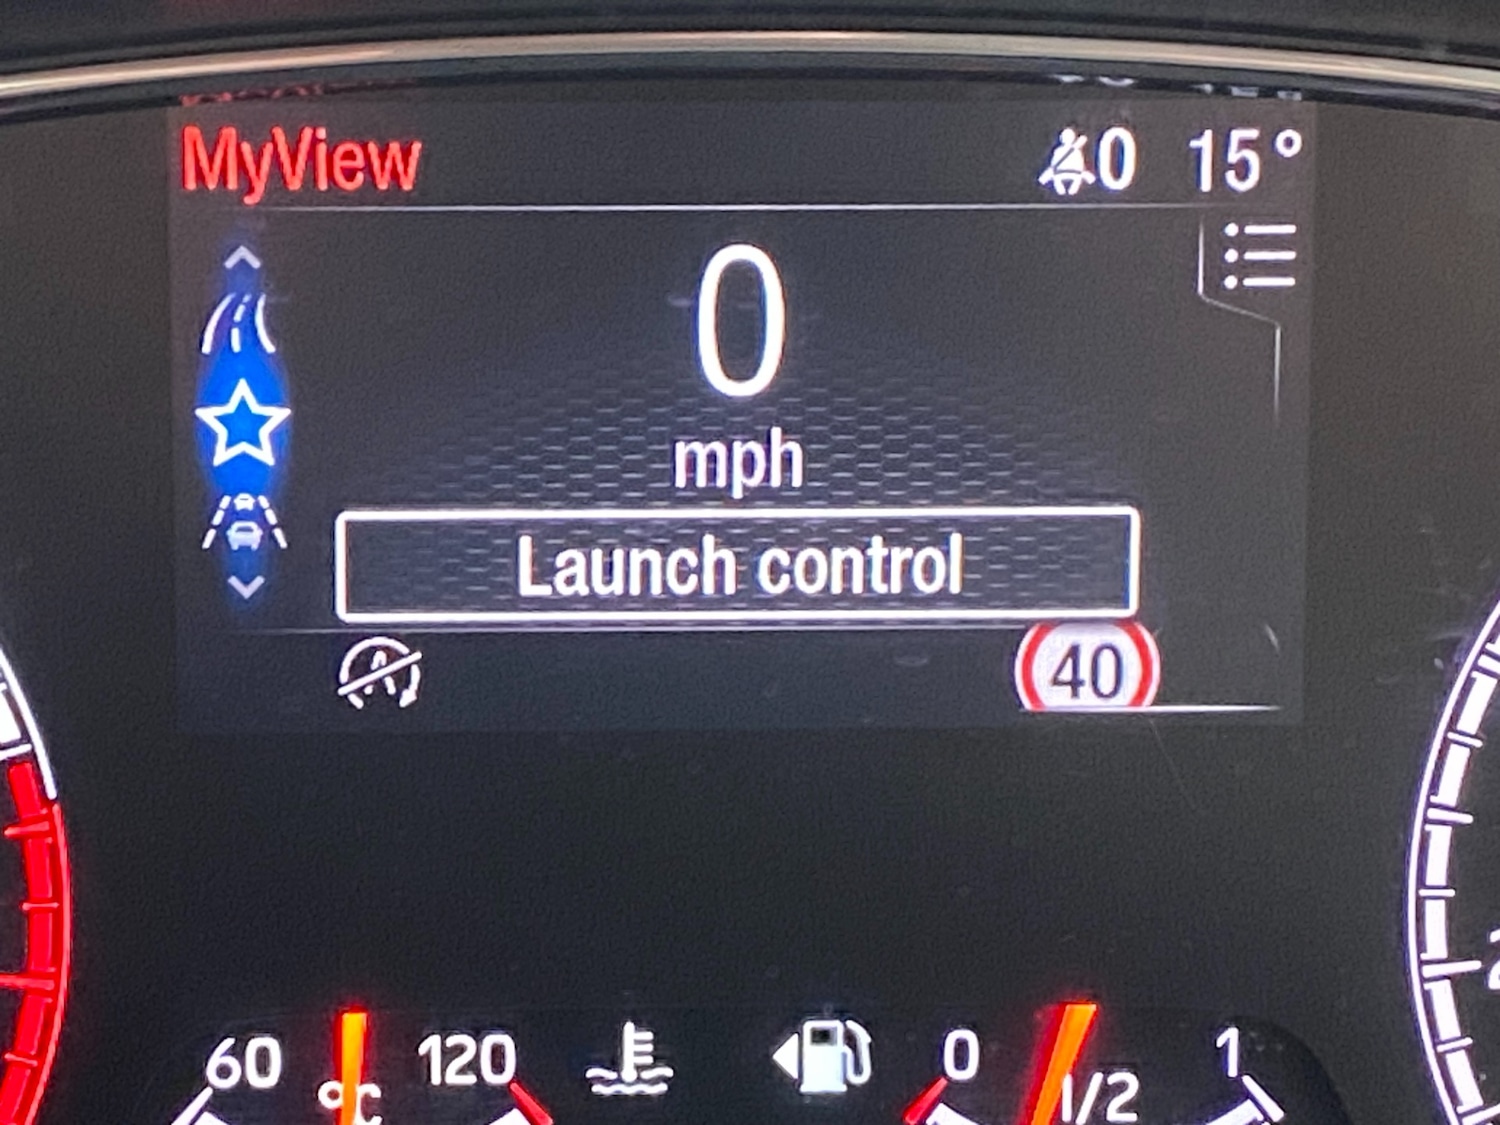 MyView 0 15°
0
mph
Launch control
40
60 °C 120 0 1/2 1